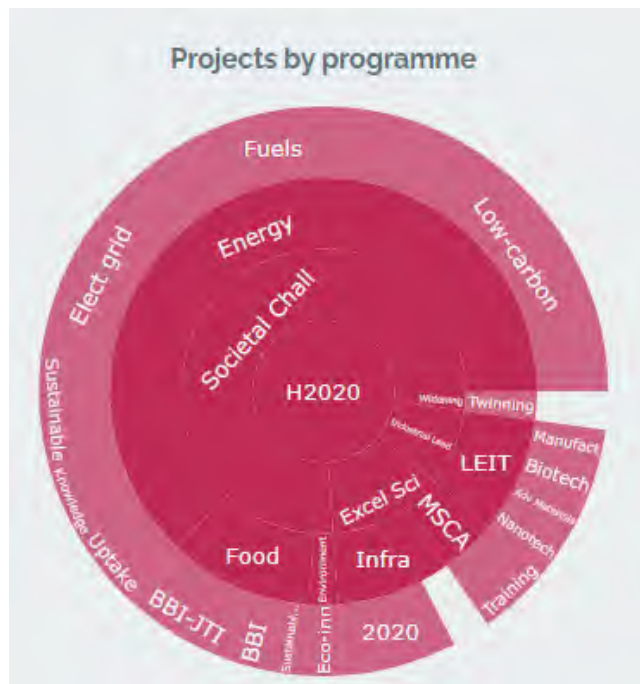 Projects by programme
Fuels
Low-carbon
Energy
Elect grid
Societal Chall
H2020
Widening
Twinning
Industrial Lead
Sustainable
Manufact
LEIT
Biotech
Adv Materials
Excel Sci
MSCA
Knowledge
Nanotech
Uptake
Food
Environment
Infra
Training
BBI-JTI
BBI
Sustainabl...
Eco-inn
2020